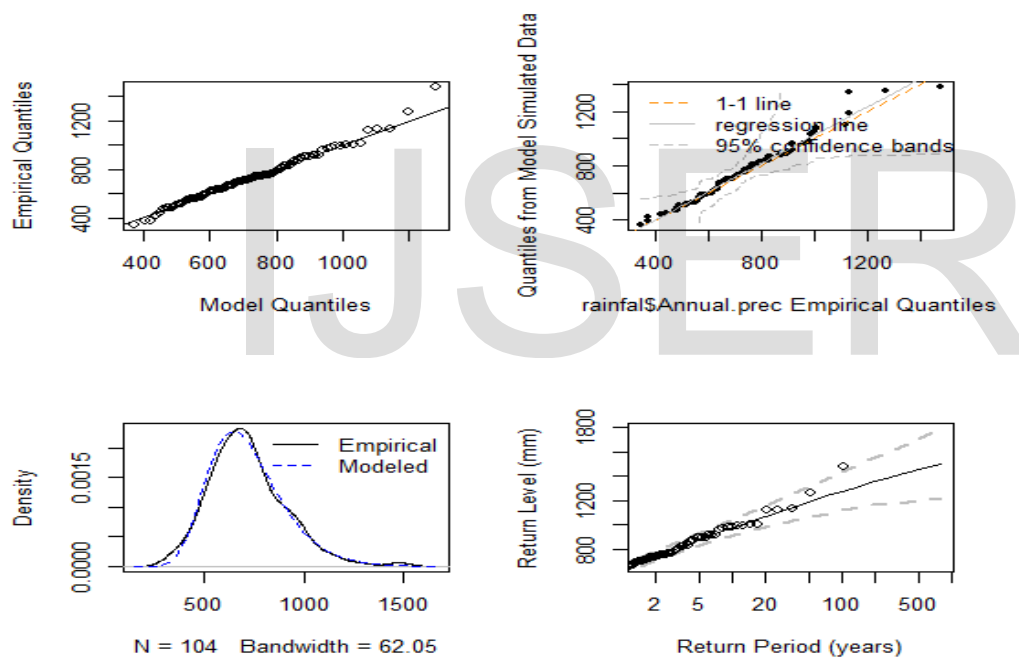 Empirical Quantiles
400 800 1200
400 600 800 1000
Model Quantiles
Quantiles from Model Simulated Data
400 800 1200
1-1 line
regression line
95% confidence bands
400 800 1200
rainfal$Annual.prec Empirical Quantiles
IJSER
Density
0.0000 0.0015
Empirical
Modeled
500 1000 1500
N = 104 Bandwidth = 62.05
Return Level (mm)
800 1200 1800
2 5 20 100 500
Return Period (years)